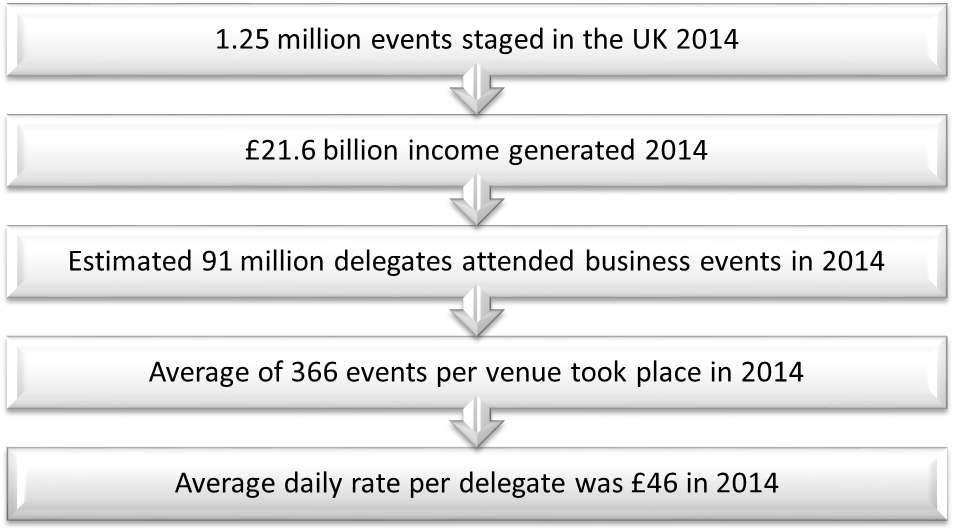 1.25 million events staged in the UK 2014
£21.6 billion income generated 2014
Estimated 91 million delegates attended business events in 2014
Average of 366 events per venue took place in 2014
Average daily rate per delegate was £46 in 2014